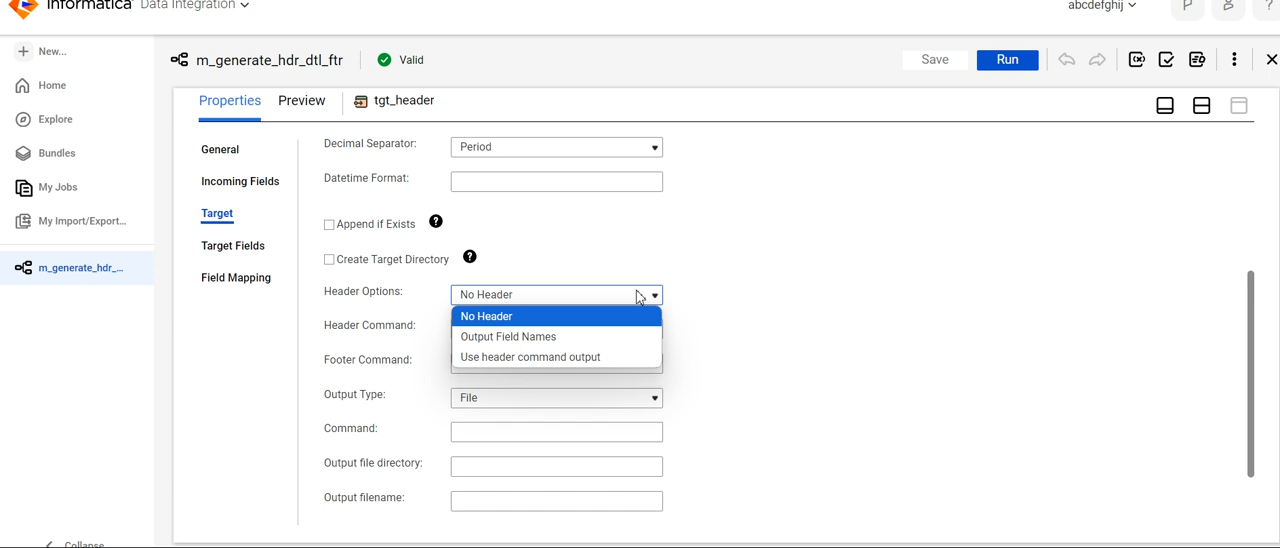 Informatica® Data Integration
abcdefghij
P
?
New...
Home
Explore
Bundles
My Jobs
My Import/Export...
m_generate_hdr_...
Collapse
m_generate_hdr_dtl_ftr
Valid
Save
Run
Properties
Preview
tgt_header
General
Incoming Fields
Target
Target Fields
Field Mapping
Decimal Separator:
Period
Datetime Format:
Append if Exists ?
Create Target Directory ?
Header Options:
No Header
No Header
Header Command:
Output Field Names
Use header command output
Footer Command:
Output Type:
File
Command:
Output file directory:
Output filename: